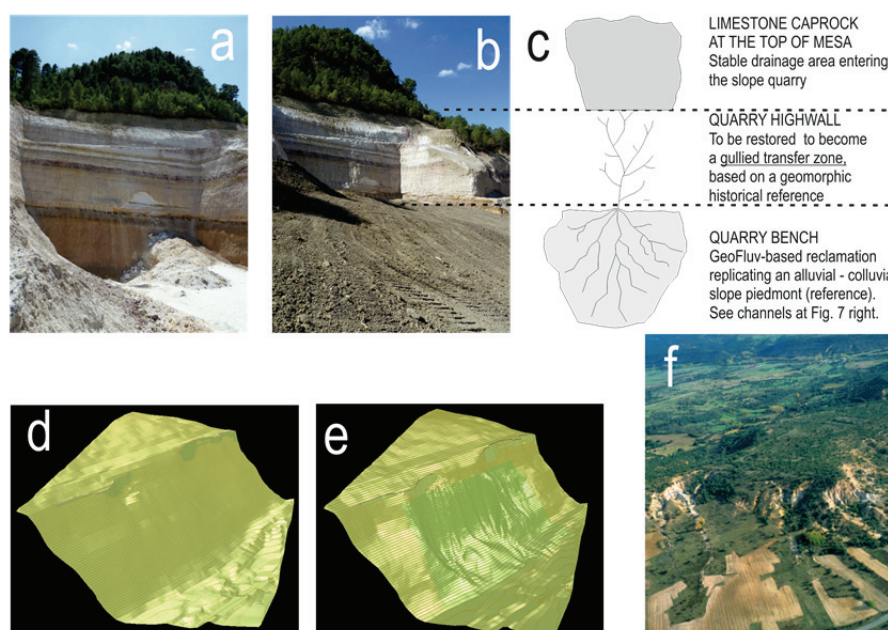 a
b
c
LIMESTONE CAPROCK
AT THE TOP OF MESA
Stable drainage area entering
the slope quarry
QUARRY HIGHWALL
To be restored to become
a gullied transfer zone,
based on a geomorphic
historical reference
QUARRY BENCH
GeoFluv-based reclamation
replicating an alluvial - colluvia
slope piedmont (reference).
See channels at Fig. 7 right.
d
e
f